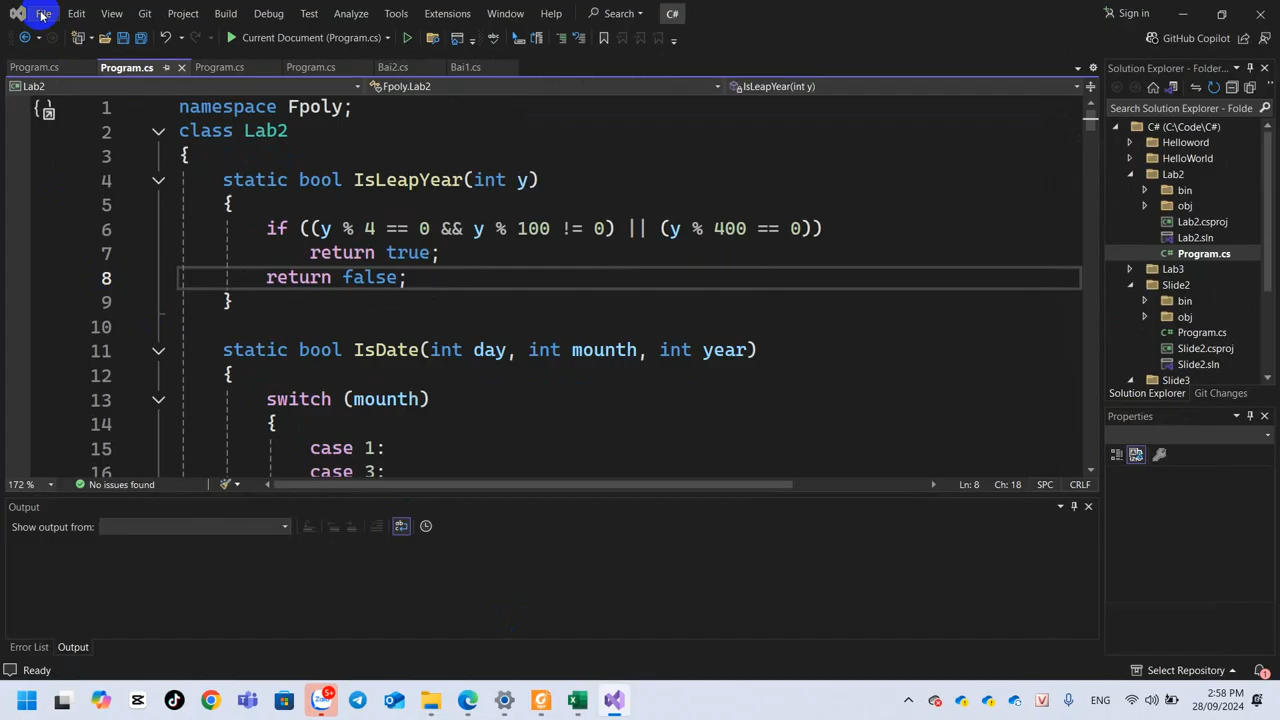 File Edit View Git Project Build Debug Test Analyze Tools Extensions Window Help Search C# Sign in
Current Document (Program.cs) GitHub Copilot
Program.cs Program.cs Program.cs Program.cs Bai2.cs Bai1.cs
Lab2 Fpoly.Lab2 IsLeapYear(int y)
1 namespace Fpoly;
2 class Lab2
3 {
4 static bool IsLeapYear(int y)
5 {
6 if ((y % 4 == 0 && y % 100 != 0) || (y % 400 == 0))
7 return true;
8 return false;
9 }
10
11 static bool IsDate(int day, int mounth, int year)
12 {
13 switch (mounth)
14 {
15 case 1:
16 case 3:
172 % No issues found Ln: 8 Ch: 18 SPC CRLF
Output
Show output from:
Error List Output
Ready
Solution Explorer - Folder...
Search Solution Explorer - Folde
C# (C:\Code\C#)
Helloword
HelloWorld
Lab2
bin
obj
Lab2.csproj
Lab2.sln
C# Program.cs
Lab3
Slide2
bin
obj
C# Program.cs
Slide2.csproj
Slide2.sln
Slide3
Solution Explorer Git Changes
Properties
Select Repository 1
5+
Zalo
ENG
2:58 PM
28/09/2024